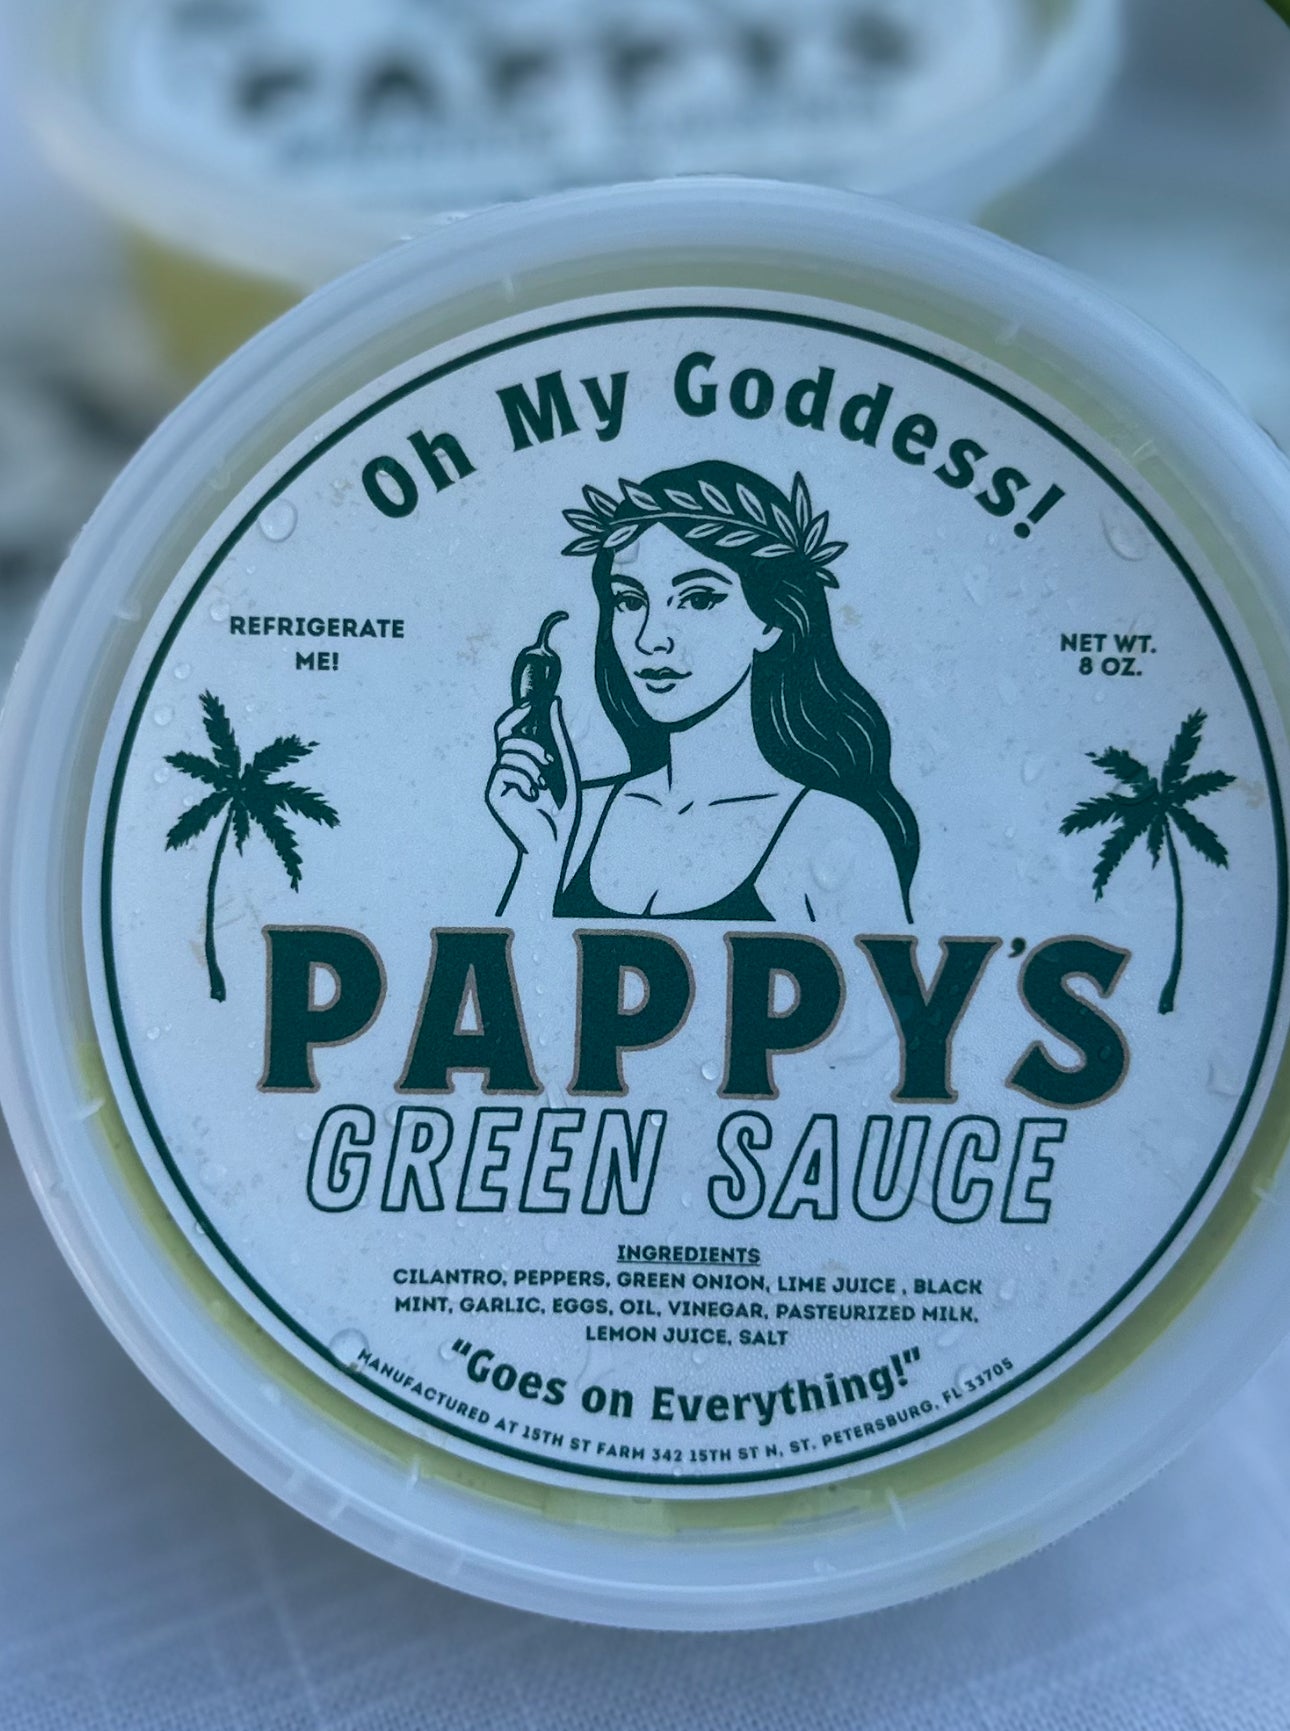 PAPPY'S
Oh My Goddess!
REFRIGERATE
ME!
NET WT.
8 OZ.
PAPPY'S
GREEN SAUCE
INGREDIENTS
CILANTRO, PEPPERS, GREEN ONION, LIME JUICE , BLACK
MINT, GARLIC, EGGS, OIL, VINEGAR, PASTEURIZED MILK,
LEMON JUICE, SALT
"Goes on Everything!"
MANUFACTURED AT 15TH ST FARM 342 15TH ST N, ST. PETERSBURG, FL 33705